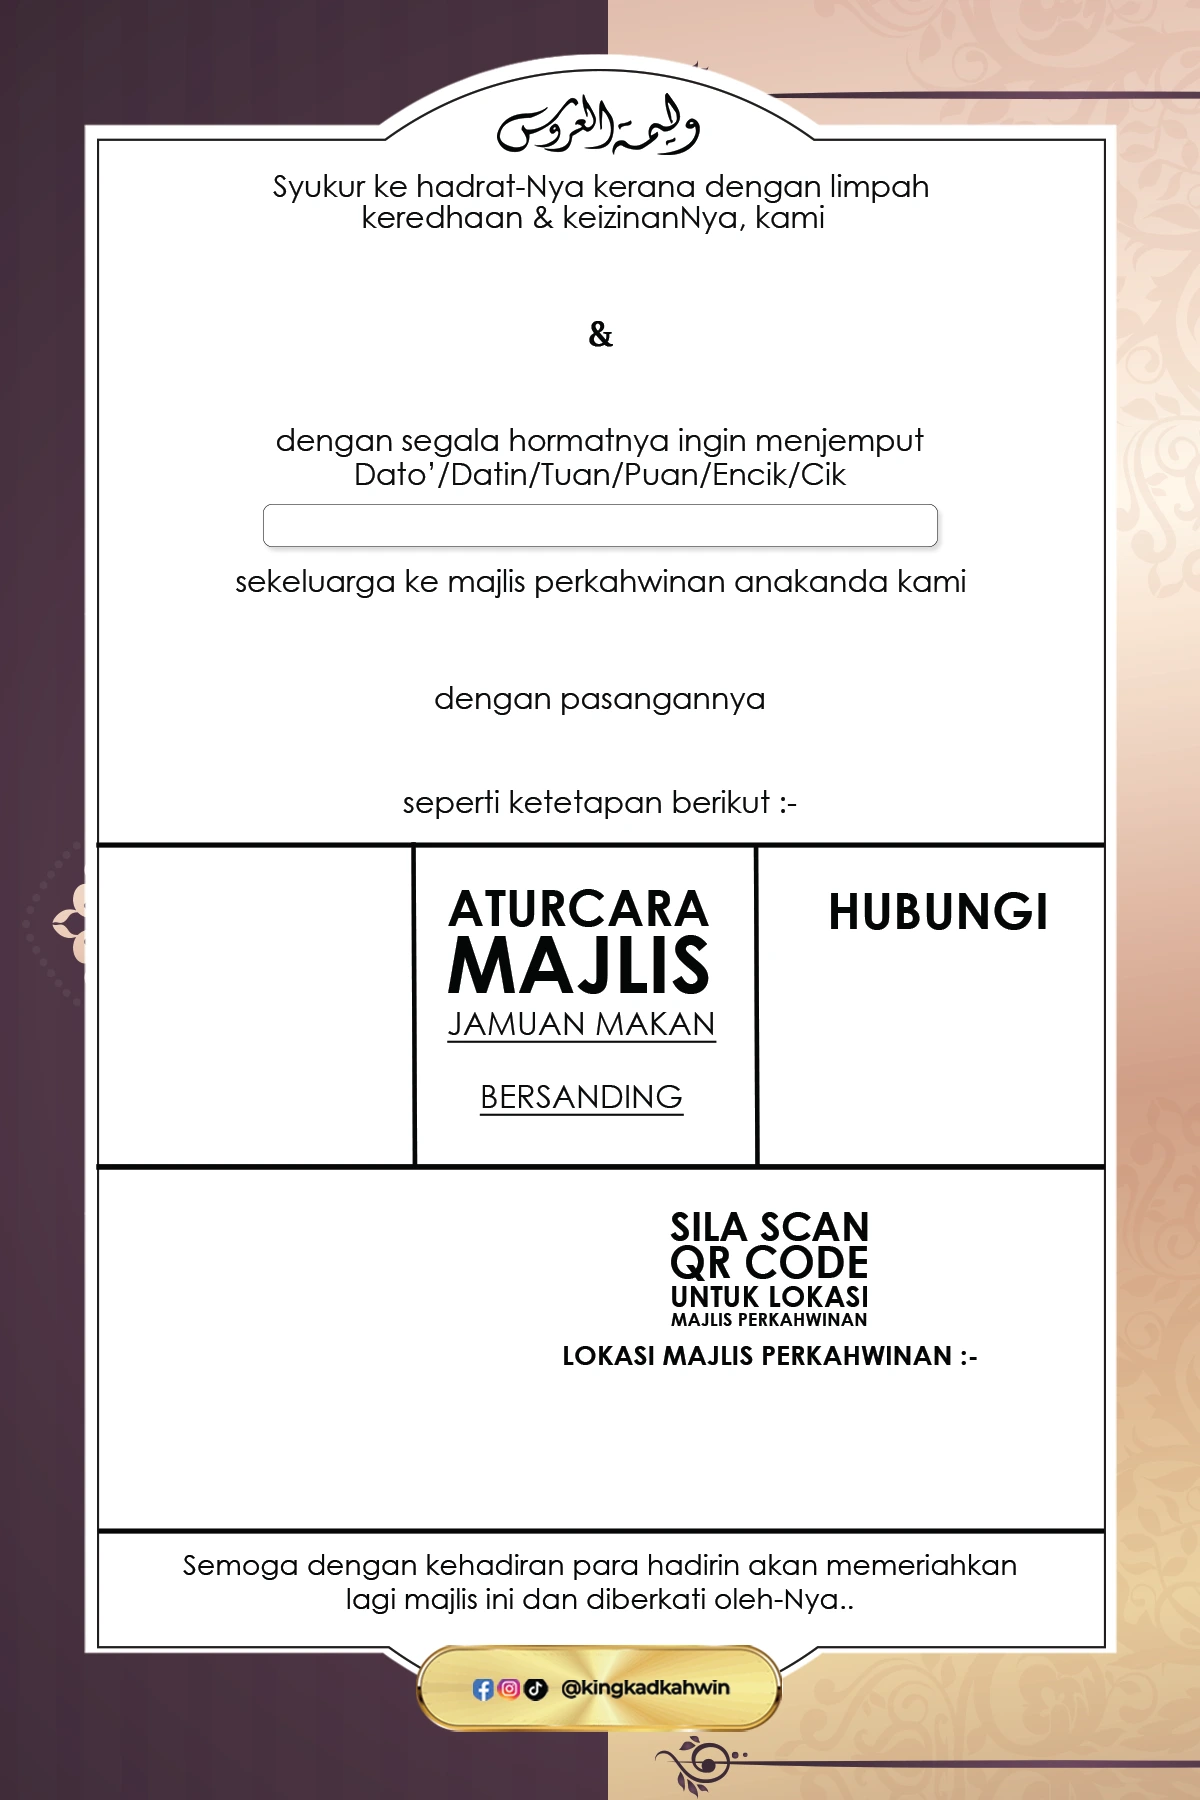 وليمة العروس
Syukur ke hadrat-Nya kerana dengan limpah
keredhaan & keizinanNya, kami
&
dengan segala hormatnya ingin menjemput
Dato’/Datin/Tuan/Puan/Encik/Cik
sekeluarga ke majlis perkahwinan anakanda kami
dengan pasangannya
seperti ketetapan berikut :-
ATURCARA
MAJLIS
JAMUAN MAKAN
BERSANDING
HUBUNGI
SILA SCAN
QR CODE
UNTUK LOKASI
MAJLIS PERKAHWINAN
LOKASI MAJLIS PERKAHWINAN :-
Semoga dengan kehadiran para hadirin akan memeriahkan
lagi majlis ini dan diberkati oleh-Nya..
@kingkadkahwin